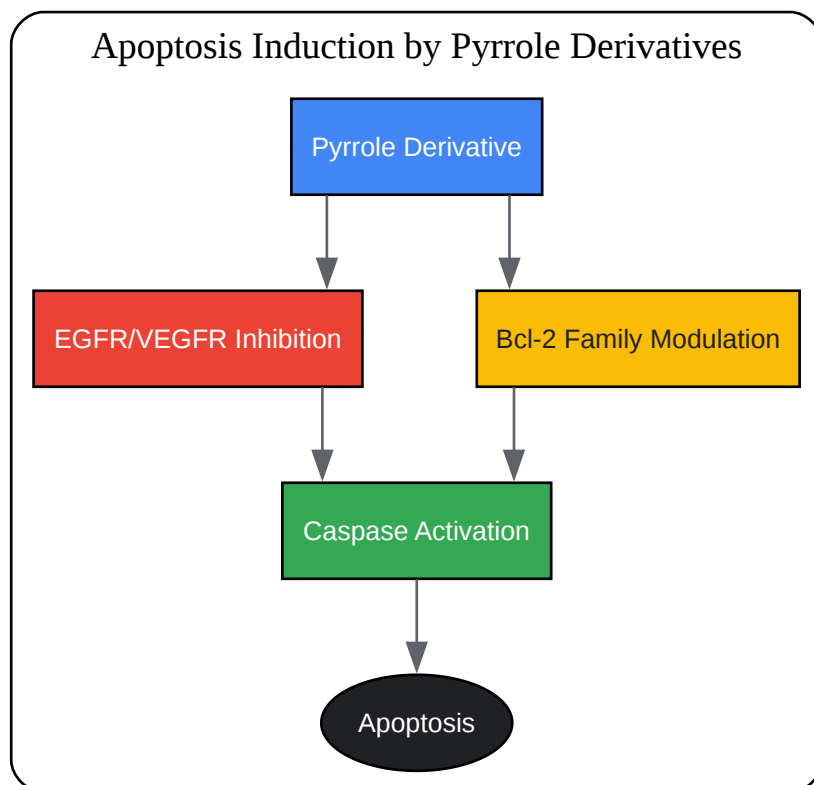 Apoptosis Induction by Pyrrole Derivatives
Pyrrole Derivative
EGFR/VEGFR Inhibition
Bcl-2 Family Modulation
Caspase Activation
Apoptosis